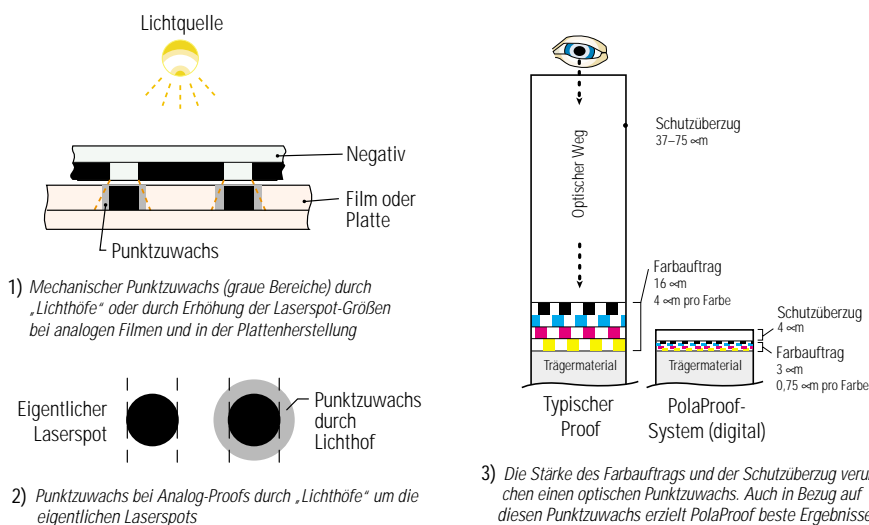 Lichtquelle
Negativ
Film oder
Platte
Punktzuwachs
1) Mechanischer Punktzuwachs (graue Bereiche) durch
„Lichthöfe“ oder durch Erhöhung der Laserspot-Größen
bei analogen Filmen und in der Plattenherstellung
Eigentlicher
Laserspot
Punktzuwachs
durch
Lichthof
2) Punktzuwachs bei Analog-Proofs durch „Lichthöfe“ um die
eigentlichen Laserspots
Optischer Weg
Schutzüberzug
37–75 ∝m
Farbauftrag
16 ∝m
4 ∝m pro Farbe
Trägermaterial
Typischer
Proof
Schutzüberzug
4 ∝m
Farbauftrag
3 ∝m
0,75 ∝m pro Farbe
Trägermaterial
PolaProof-
System (digital)
3) Die Stärke des Farbauftrags und der Schutzüberzug verur
chen einen optischen Punktzuwachs. Auch in Bezug auf
diesen Punktzuwachs erzielt PolaProof beste Ergebnisse